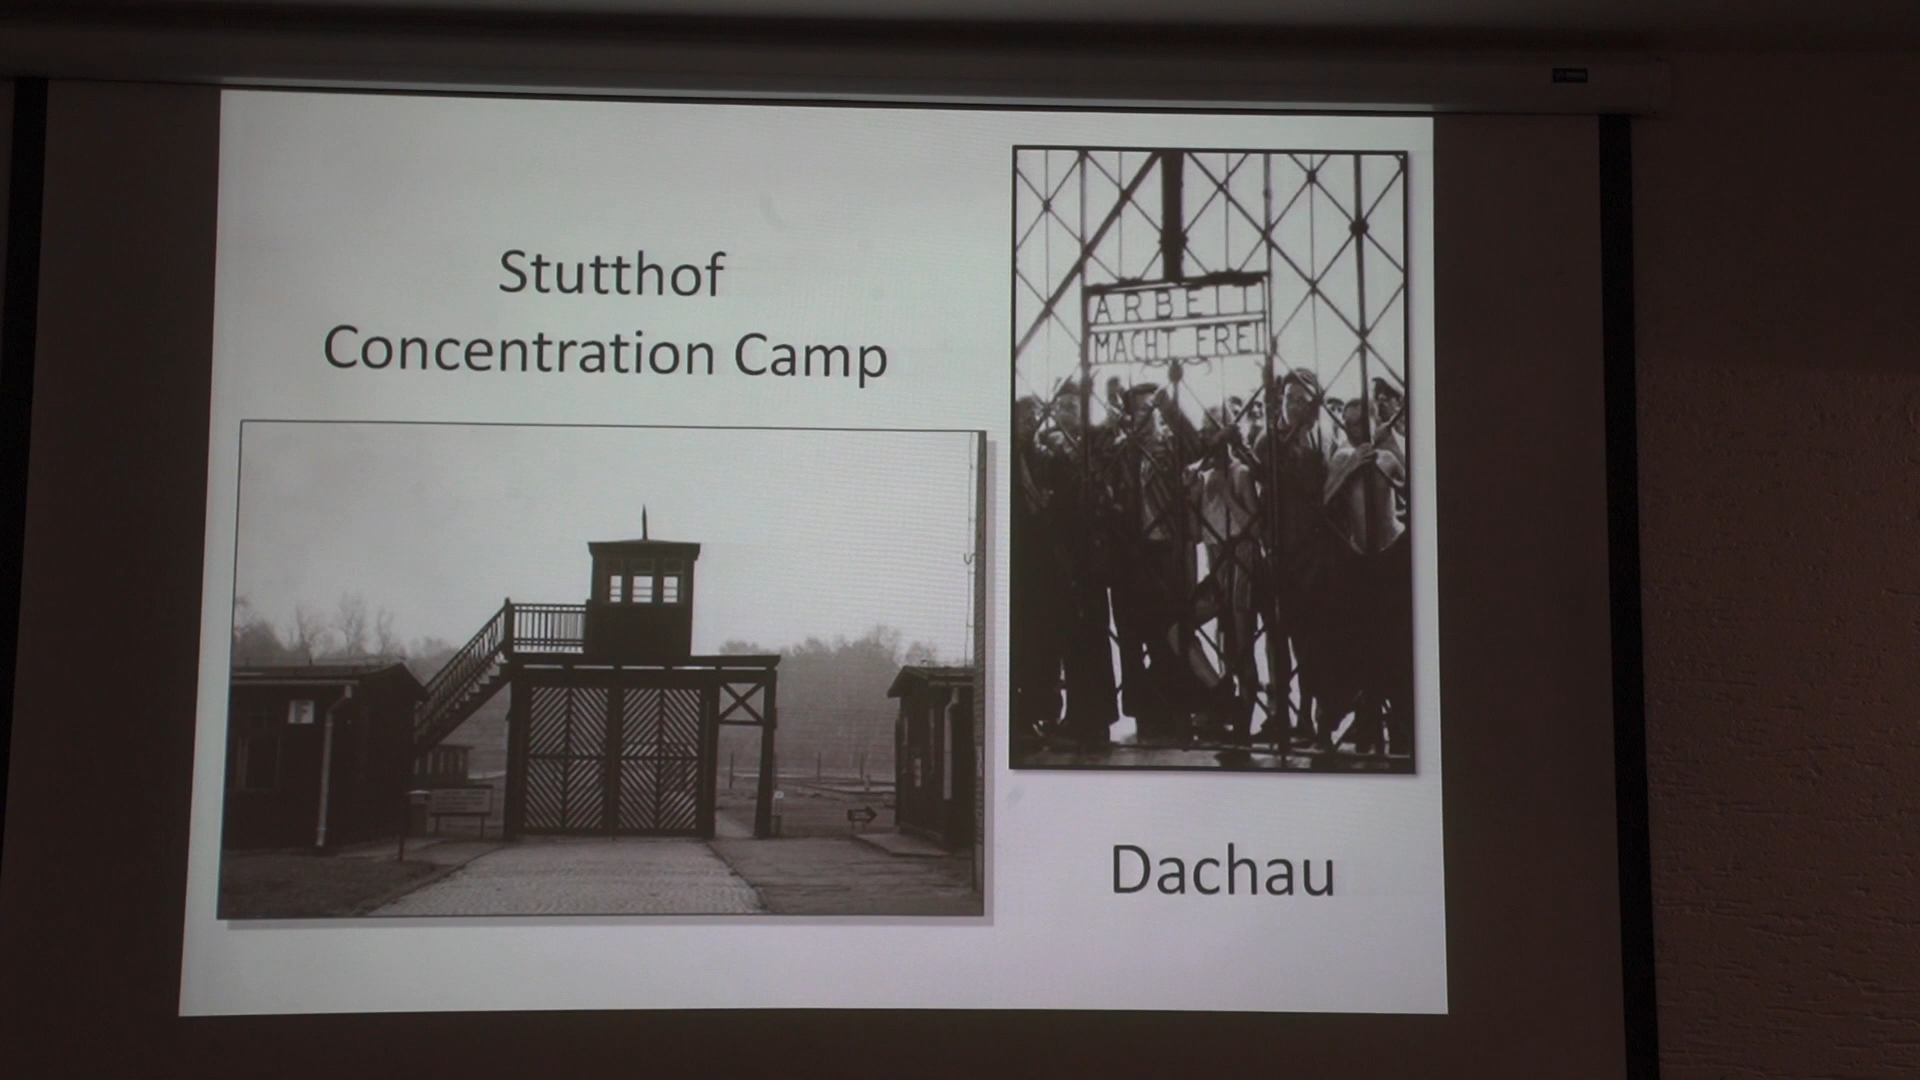 Stutthof
Concentration Camp
ARBEIT
MACHT FREI
Dachau